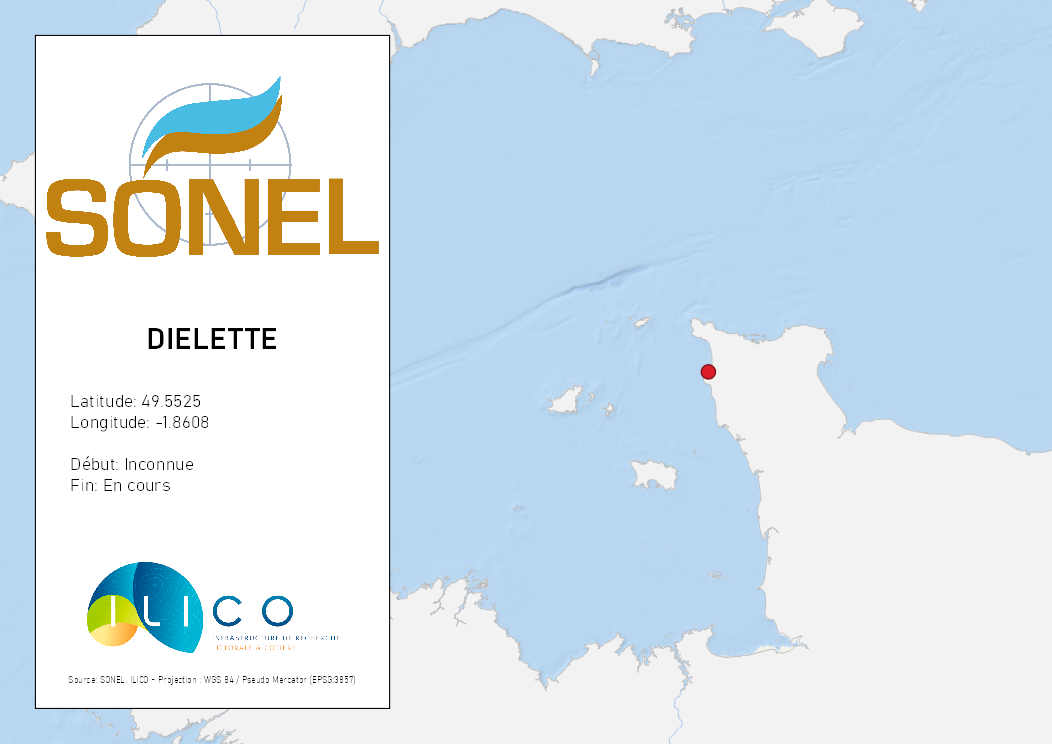 SONEL
DIELETTE
Latitude: 49.5525
Longitude: -1.8608
Début: Inconnue
Fin: En cours
ILICO
INFRASTRUCTURE DE RECHERCHE
LITTORALE & COTIERE
Source: SONEL, ILICO - Projection : WGS 84 / Pseudo Mercator (EPSG:3857)